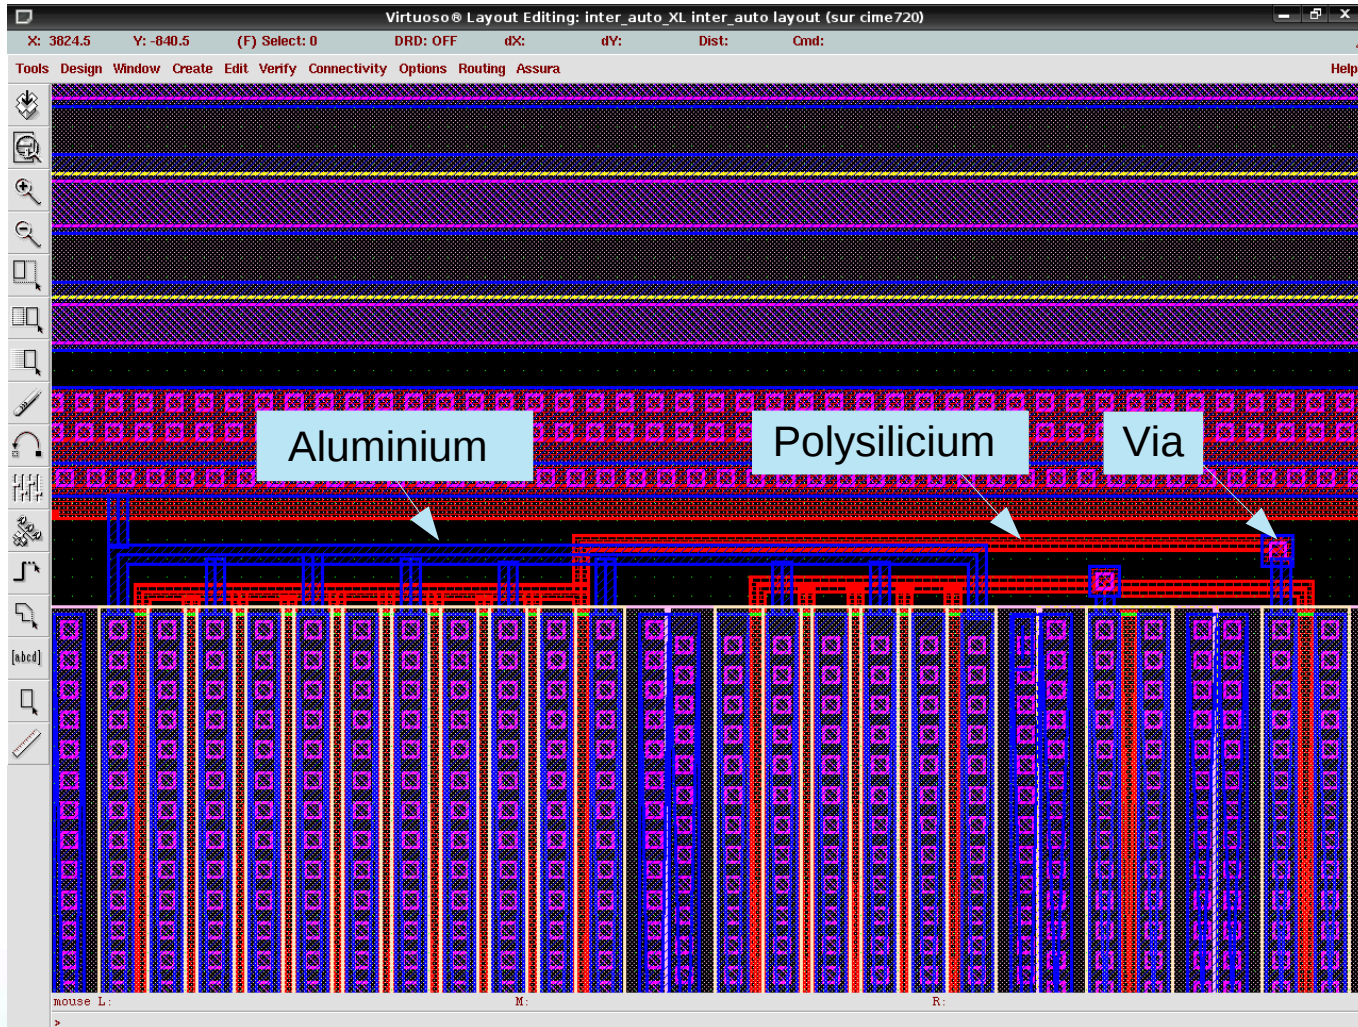 Virtuoso® Layout Editing: inter_auto_XL inter_auto layout (sur cime720)
X: 3824.5 Y: -840.5 (F) Select: 0 DRD: OFF dX: dY: Dist: Cmd:
Tools Design Window Create Edit Verify Connectivity Options Routing Assura Help
Aluminium
Polysilicium
Via
[abcd]
mouse L: M: R:
>